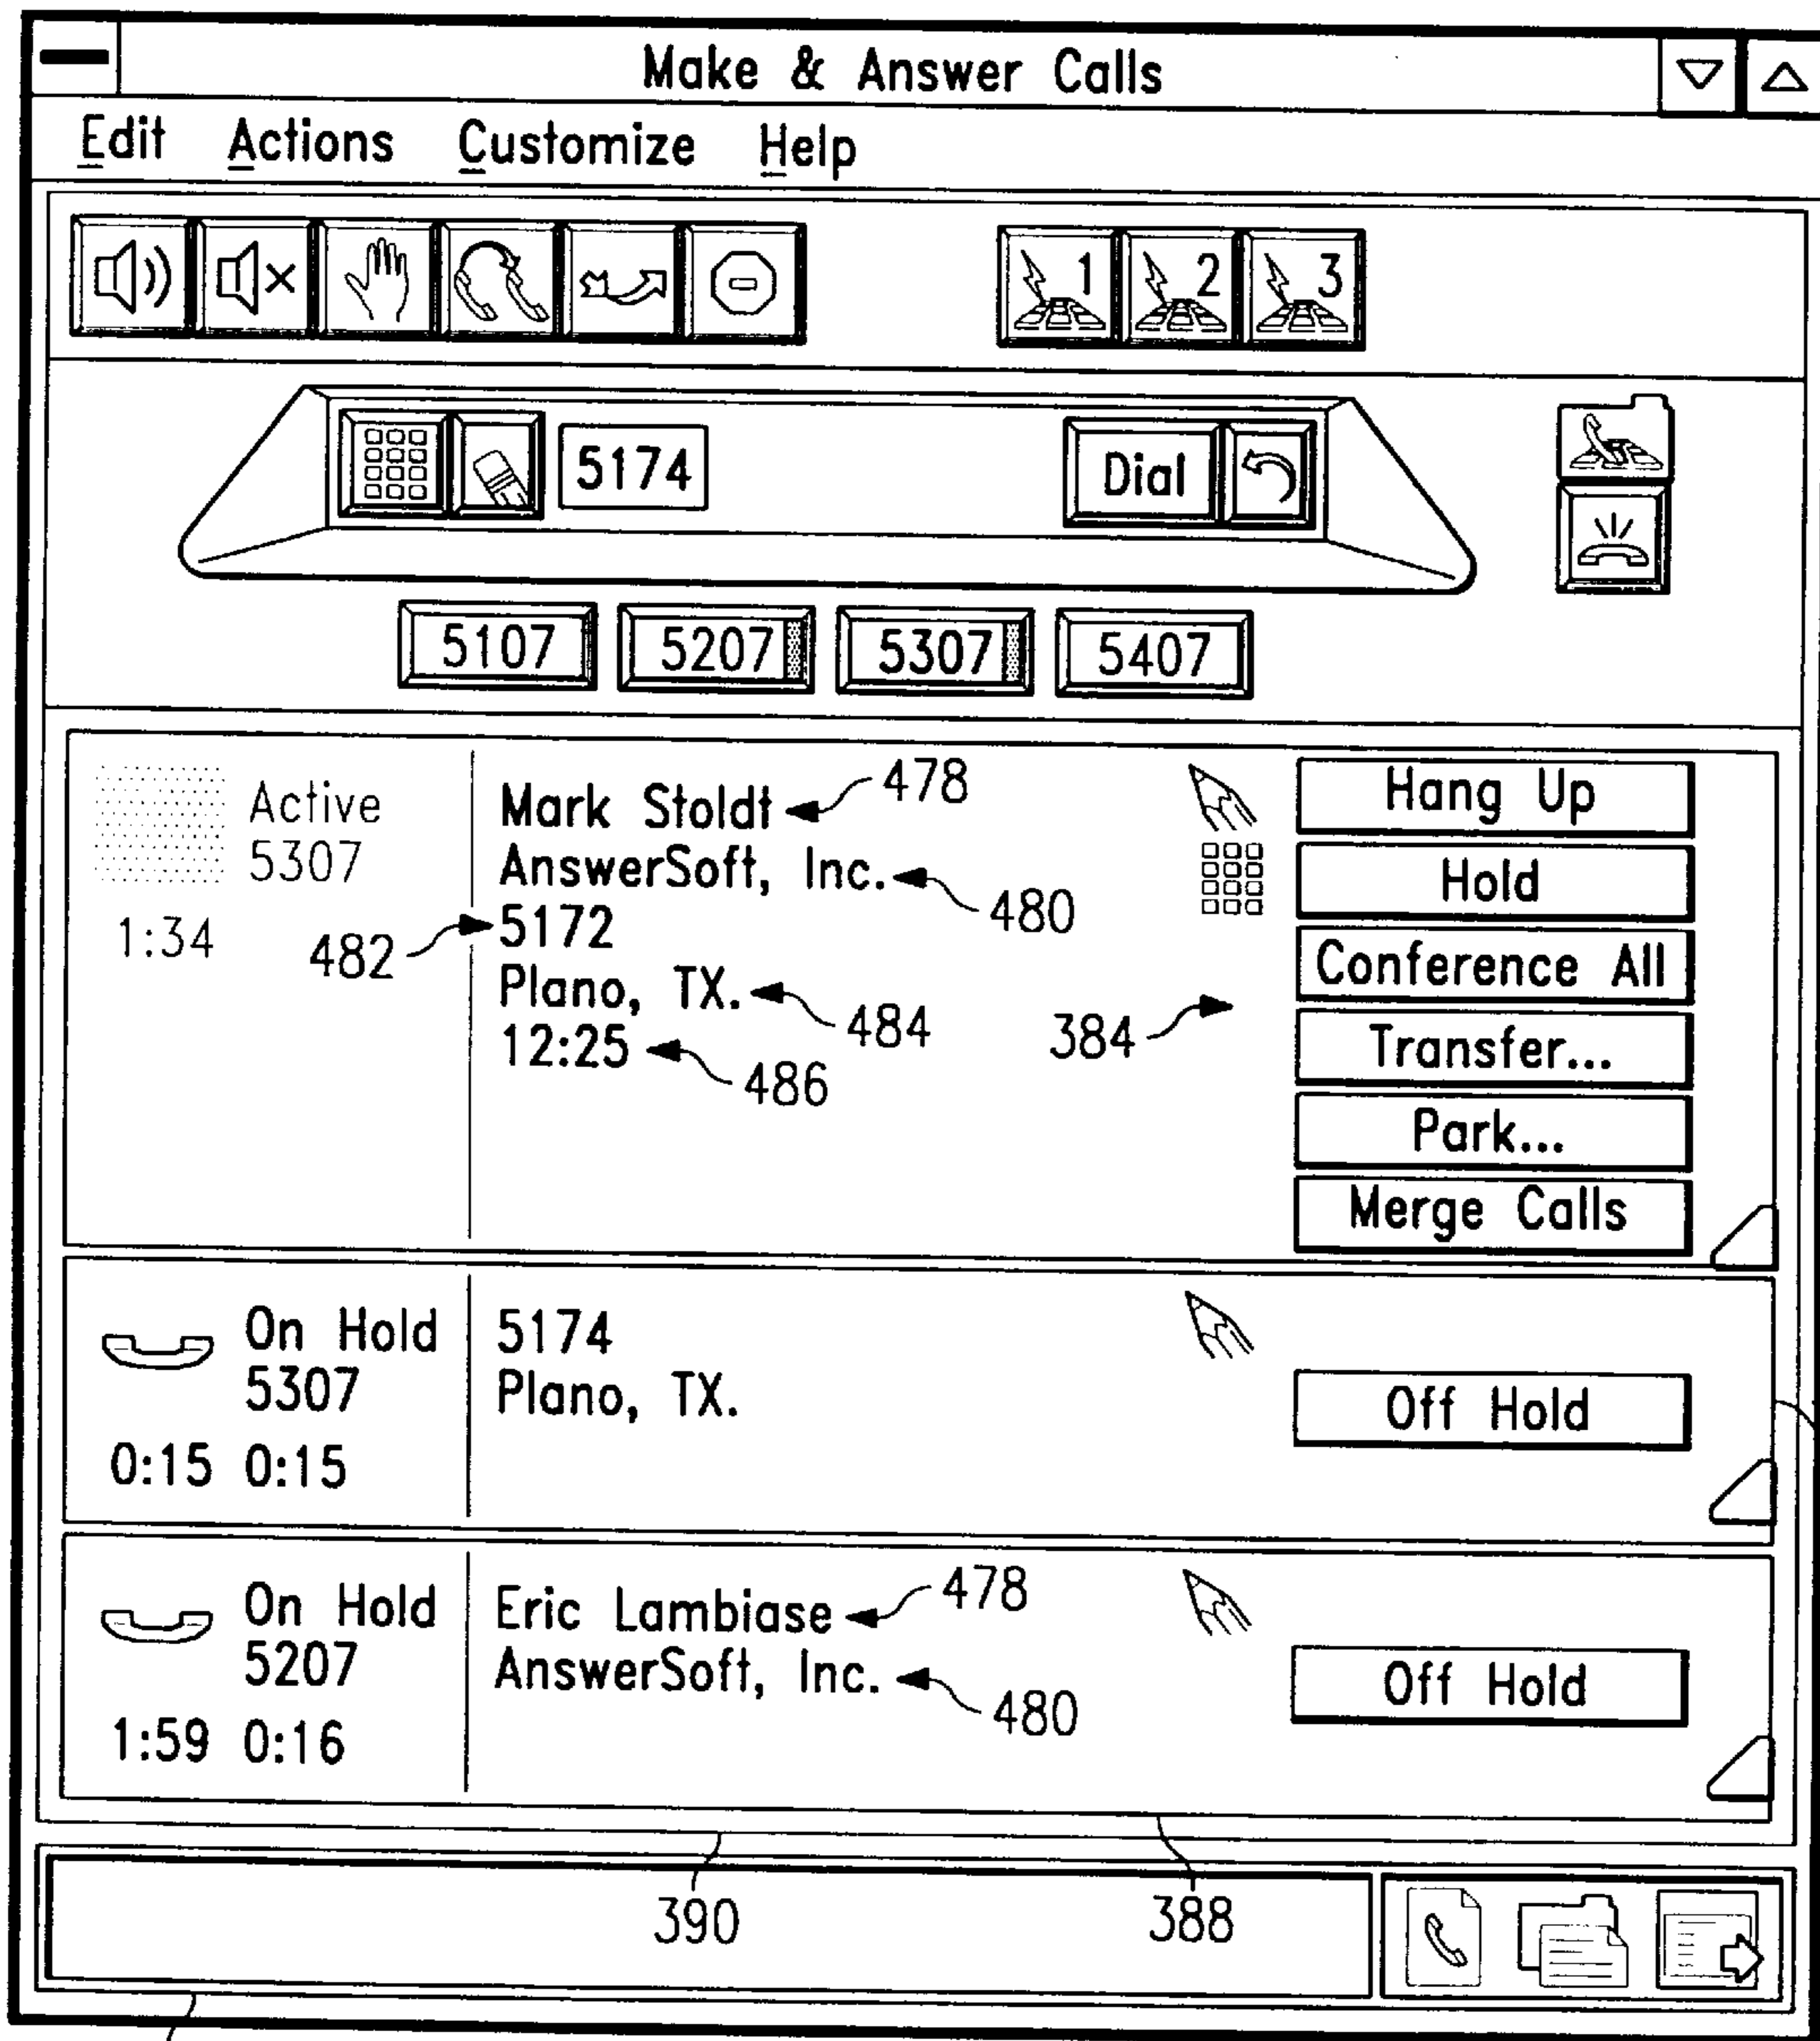 Make & Answer Calls
Edit Actions Customize Help
1 2 3
5174 Dial
5107 5207 5307 5407
Active
5307
1:34
Mark Stoldt 478
AnswerSoft, Inc. 480
482 5172
Plano, TX. 484
12:25 486
384
Hang Up
Hold
Conference All
Transfer...
Park...
Merge Calls
On Hold
5307
0:15 0:15
5174
Plano, TX.
Off Hold
On Hold
5207
1:59 0:16
Eric Lambiase 478
AnswerSoft, Inc. 480
Off Hold
390 388